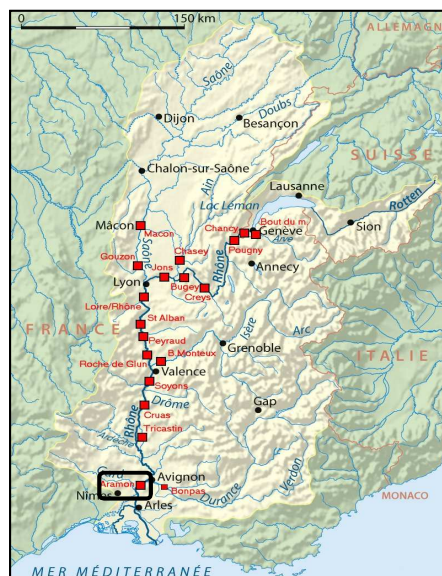 0 150 km
ALLEMAGNE
Saône
Dijon
Doubs
Besançon
SUISSE
Chalon-sur-Saône
Ain
Lausanne
Lac Léman
Rotten
Mâcon
Macon
Chancy
Bout du m.
Genève
Sion
Saône
Arve
Gouzon
Chasey
Pougny
Jons
Rhône
Annecy
Lyon
Bugey
Creys
Loire/Rhône
FRANCE
St Alban
Isère
Arc
Peyraud
Grenoble
ITALIE
Roche de Glun
B.Monteux
Valence
Soyons
Drôme
Gap
Cruas
Rhône
Tricastin
Ardèche
Avignon
Verdon
Aramon
Bonpas
Durance
Nîmes
MONACO
Arles
MER MÉDITERRANÉE